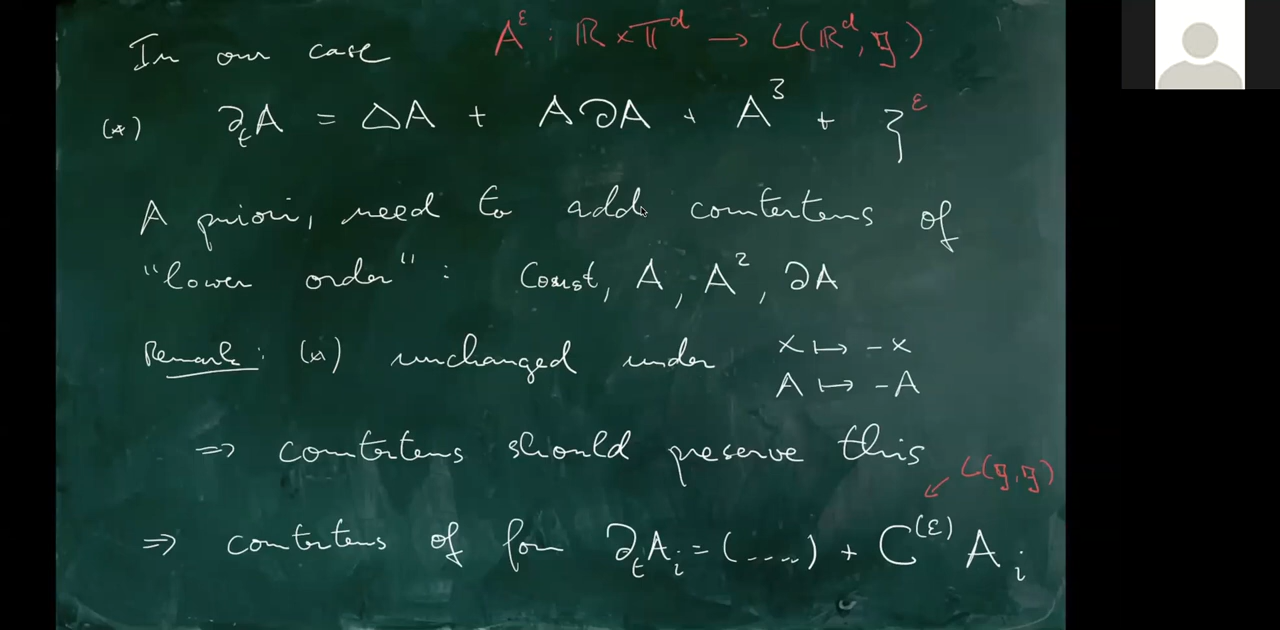 In our case A^ε : ℝ × 𝕋^d → L(ℝ^d, 𝔤)
(*) ∂_t A = ΔA + A∂A + A^3 + ξ^ε
A priori, need to add counterterms of
"lower order" : Const, A, A^2, ∂A
Remark : (*) unchanged under x ↦ -x
A ↦ -A
⇒ counterterms should preserve this
L(𝔤,𝔤)
⇒ counterterms of form ∂_t A_i = (....) + C^(ε) A_i